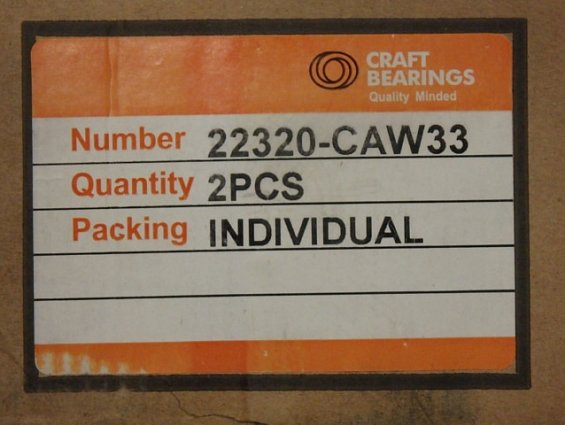 CRAFT
BEARINGS
Quality Minded
Number 22320-CAW33
Quantity 2PCS
Packing INDIVIDUAL